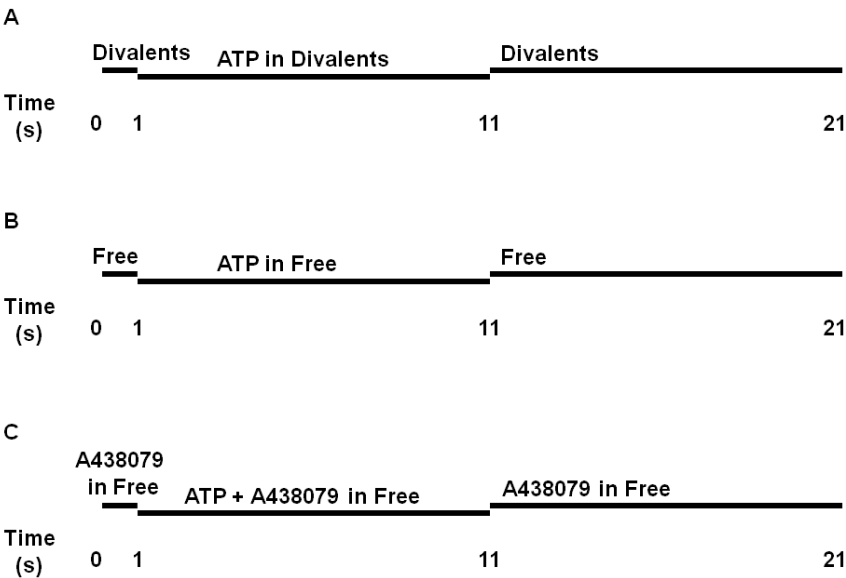 A
Divalents ATP in Divalents Divalents
Time
(s)
0 1 11 21
B
Free ATP in Free Free
Time
(s)
0 1 11 21
C
A438079
in Free ATP + A438079 in Free A438079 in Free
Time
(s)
0 1 11 21